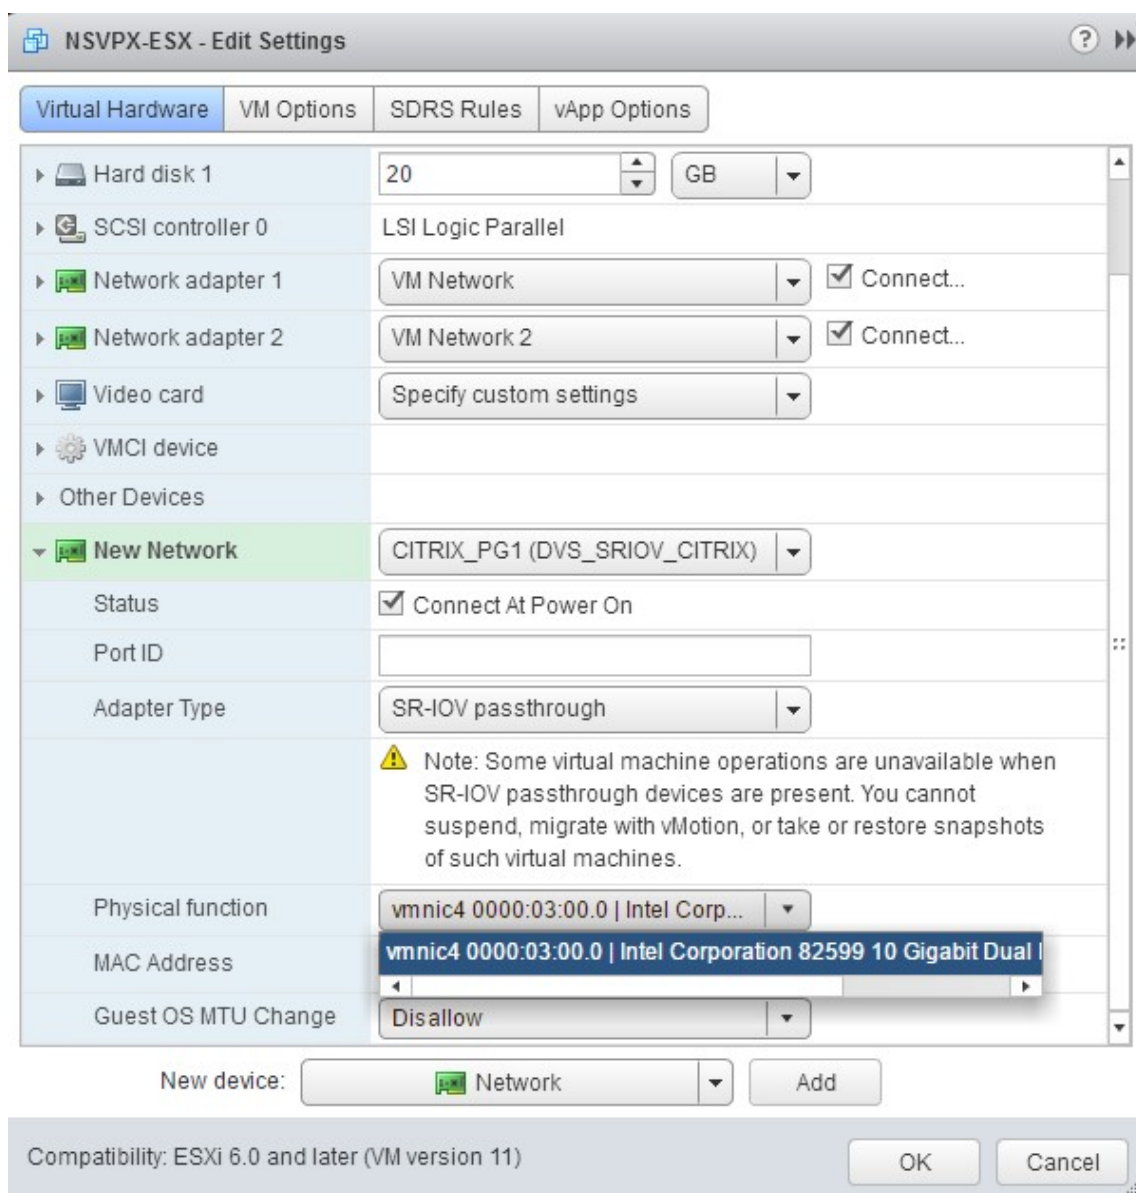 NSVPX-ESX - Edit Settings
Virtual Hardware VM Options SDRS Rules vApp Options
Hard disk 1 20 GB
SCSI controller 0 LSI Logic Parallel
Network adapter 1 VM Network Connect...
Network adapter 2 VM Network 2 Connect...
Video card Specify custom settings
VMCI device
Other Devices
New Network CITRIX_PG1 (DVS_SRIOV_CITRIX)
Status Connect At Power On
Port ID
Adapter Type SR-IOV passthrough
Note: Some virtual machine operations are unavailable when
SR-IOV passthrough devices are present. You cannot
suspend, migrate with vMotion, or take or restore snapshots
of such virtual machines.
Physical function vmnic4 0000:03:00.0 | Intel Corp...
vmnic4 0000:03:00.0 | Intel Corporation 82599 10 Gigabit Dual
MAC Address
Guest OS MTU Change Disallow
New device: Network Add
Compatibility: ESXi 6.0 and later (VM version 11) OK Cancel